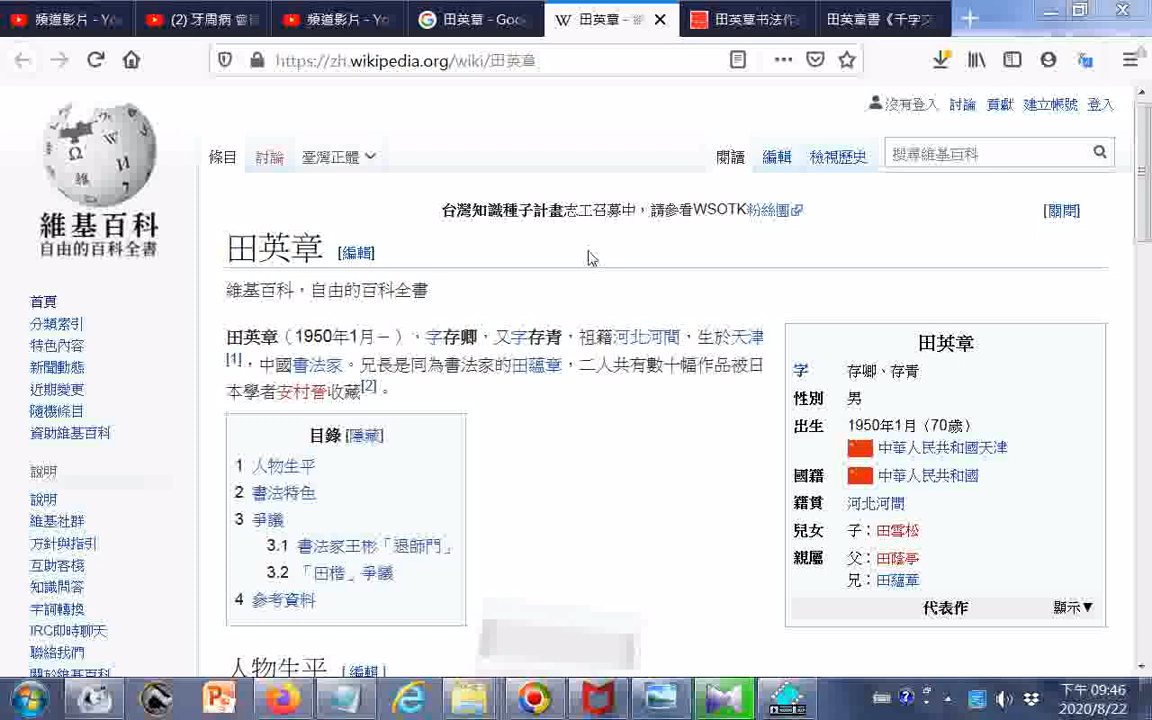 頻道影片 - Yo
(2) 牙周病
頻道影片 - Yo
田英章 - Goo
田英章 -
田英章书法作
田英章書《千字文
https://zh.wikipedia.org/wiki/田英章
沒有登入 討論 貢獻 建立帳號 登入
條目 討論 臺灣正體 閱讀 編輯 檢視歷史 搜尋維基百科
維基百科
自由的百科全書
台灣知識種子計畫志工召募中，請參看WSOTK粉絲團 [關閉]
田英章 [編輯]
維基百科，自由的百科全書
田英章（1950年1月－），字存卿，又字存青，祖籍河北河間，生於天津
[1]，中國書法家。兄長是同為書法家的田蘊章，二人共有數十幅作品被日
本學者安村晉收藏[2]。
目錄 [隱藏]
1 人物生平
2 書法特色
3 爭議
3.1 書法家王彬「退師門」
3.2 「田楷」爭議
4 參考資料
人物生平 [編輯]
田英章
字 存卿、存青
性別 男
出生 1950年1月（70歲）
中華人民共和國天津
國籍 中華人民共和國
籍貫 河北河間
兒女 子：田雪松
親屬 父：田蔭亭
兄：田蘊章
代表作 顯示▼
首頁
分類索引
特色內容
新聞動態
近期變更
隨機條目
資助維基百科
說明
說明
維基社群
方針與指引
互助客棧
知識問答
字詞轉換
IRC即時聊天
聯絡我們
關於維基百科
下午 09:46
2020/8/22